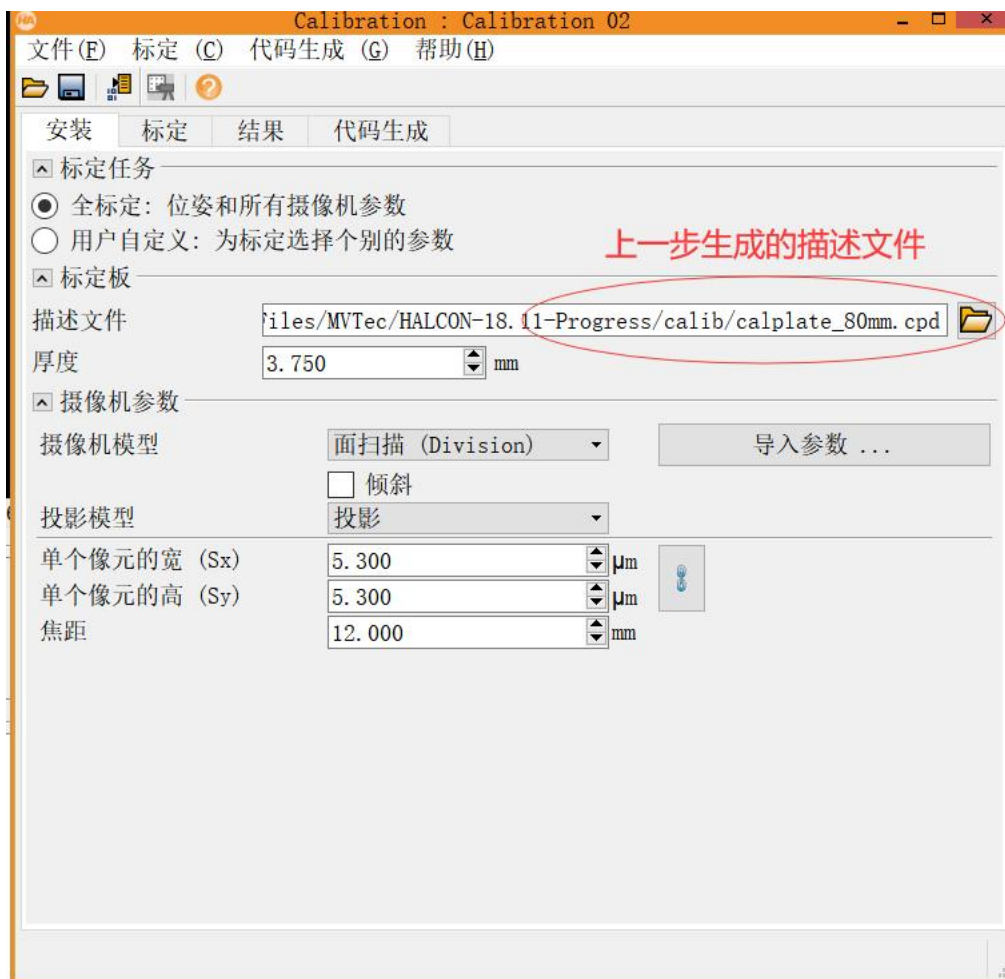 Calibration : Calibration 02
文件(F) 标定 (C) 代码生成 (G) 帮助(H)
安装 标定 结果 代码生成
标定任务
全标定: 位姿和所有摄像机参数
用户自定义: 为标定选择个别的参数
上一步生成的描述文件
标定板
描述文件 iles/MVTec/HALCON-18.11-Progress/calib/calplate_80mm.cpd
厚度 3.750 mm
摄像机参数
摄像机模型 面扫描 (Division) 导入参数 ...
倾斜
投影模型 投影
单个像元的宽 (Sx) 5.300 μm
单个像元的高 (Sy) 5.300 μm
焦距 12.000 mm